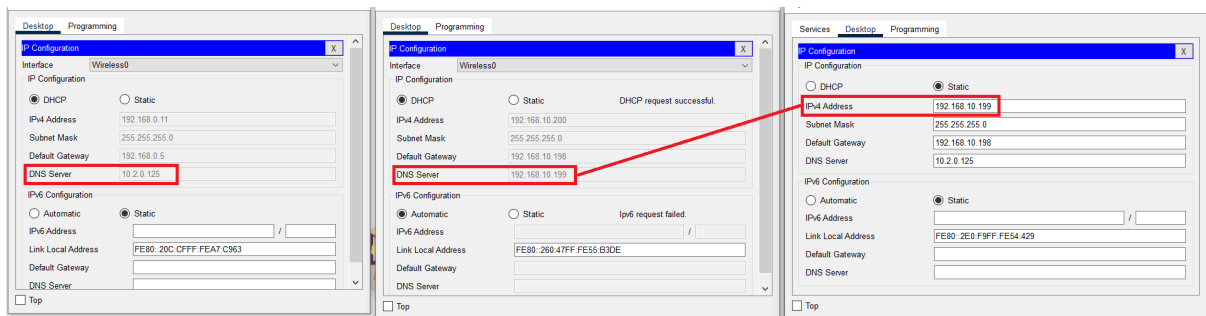 Desktop Programming
IP Configuration X
Interface Wireless0
IP Configuration
DHCP Static
IPv4 Address 192.168.0.11
Subnet Mask 255.255.255.0
Default Gateway 192.168.0.5
DNS Server 10.2.0.125
IPv6 Configuration
Automatic Static
IPv6 Address /
Link Local Address FE80::20C:CFFF:FEA7:C963
Default Gateway
DNS Server
Top
Desktop Programming
IP Configuration X
Interface Wireless0
IP Configuration
DHCP Static DHCP request successful.
IPv4 Address 192.168.10.200
Subnet Mask 255.255.255.0
Default Gateway 192.168.10.198
DNS Server 192.168.10.199
IPv6 Configuration
Automatic Static Ipv6 request failed.
IPv6 Address /
Link Local Address FE80::260:47FF:FE55:B3DE
Default Gateway
DNS Server
Top
Services Desktop Programming
IP Configuration X
IP Configuration
DHCP Static
IPv4 Address 192.168.10.199
Subnet Mask 255.255.255.0
Default Gateway 192.168.10.198
DNS Server 10.2.0.125
IPv6 Configuration
Automatic Static
IPv6 Address /
Link Local Address FE80::2E0:F9FF:FE54:429
Default Gateway
DNS Server
Top